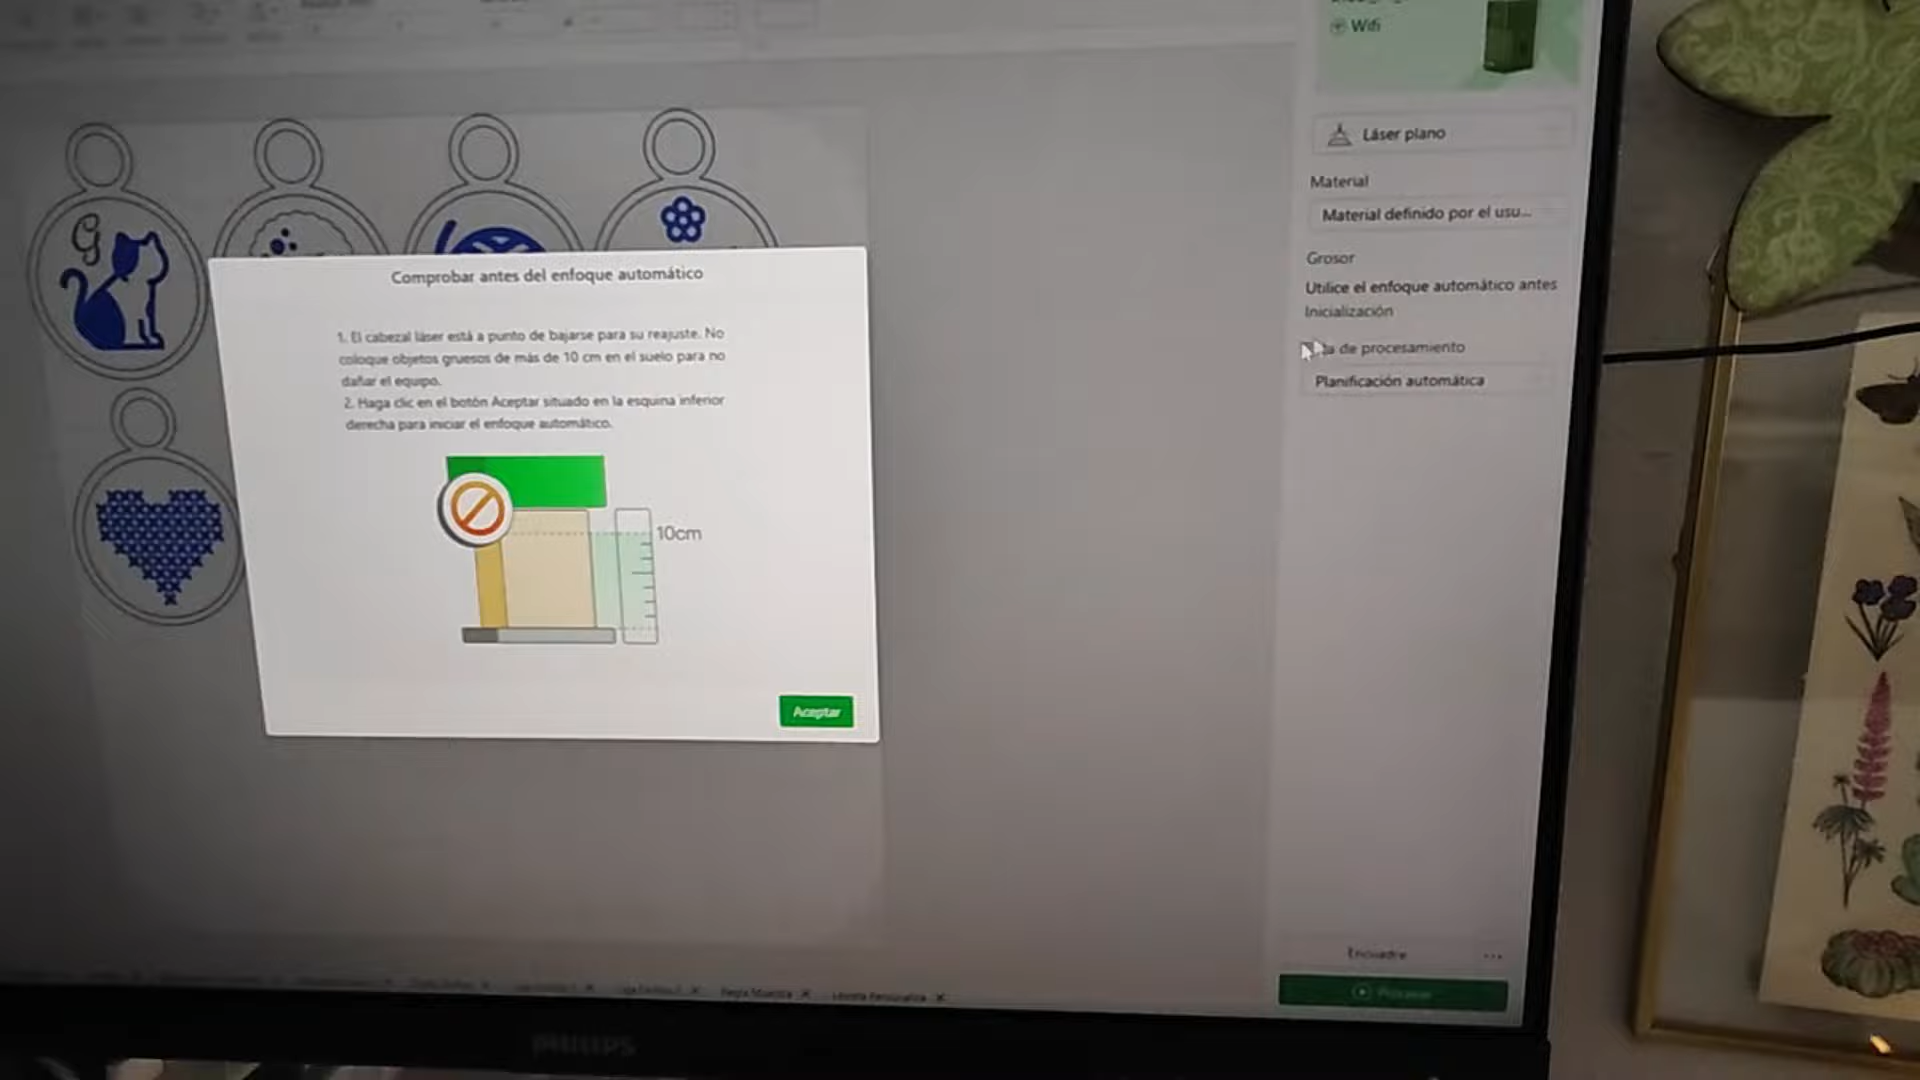 Wifi
Láser plano
Material
Material definido por el usu...
Grosor
Utilice el enfoque automático antes
Inicialización
de procesamiento
Planificación automática
G
Comprobar antes del enfoque automático
1. El cabezal láser está a punto de bajarse para su reajuste. No
coloque objetos gruesos de más de 10 cm en el suelo para no
dañar el equipo.
2. Haga clic en el botón Aceptar situado en la esquina inferior
derecha para iniciar el enfoque automático.
10cm
Aceptar
Encuadre
...
Procesar
PHILIPS